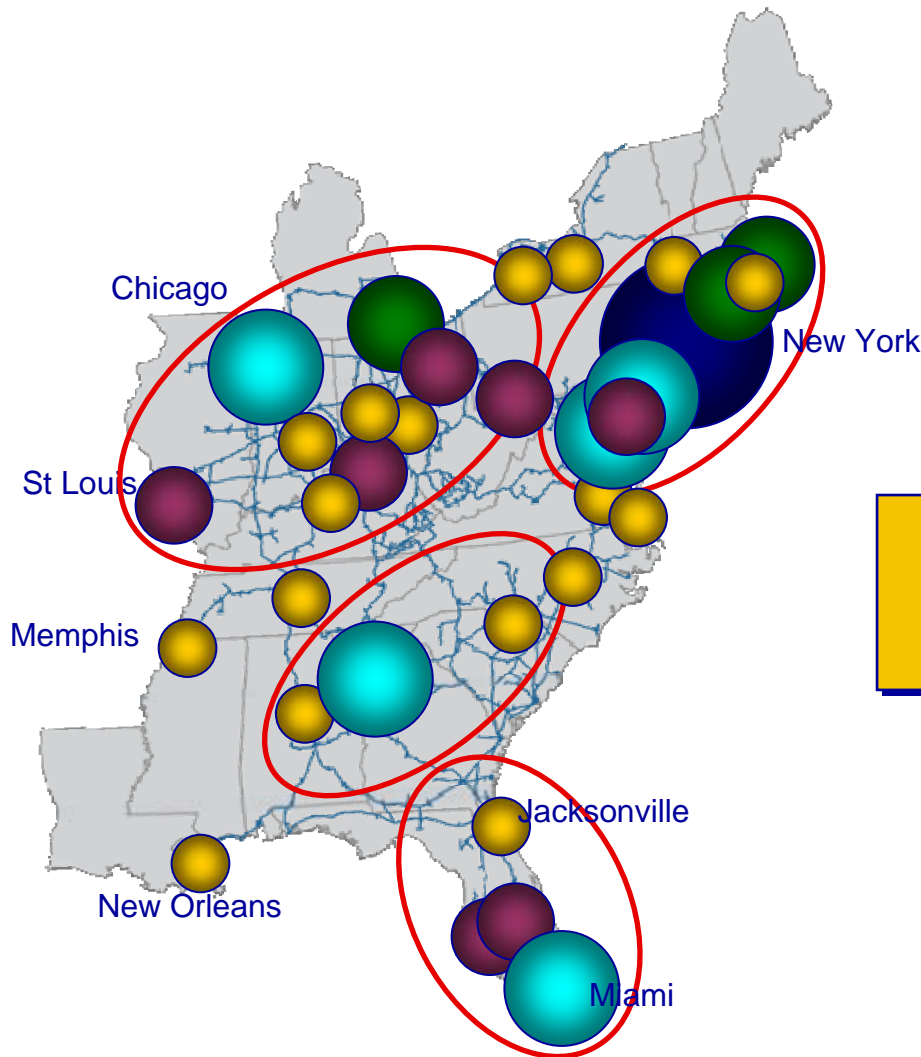 Chicago
New York
St Louis
Memphis
Jacksonville
New Orleans
Miami